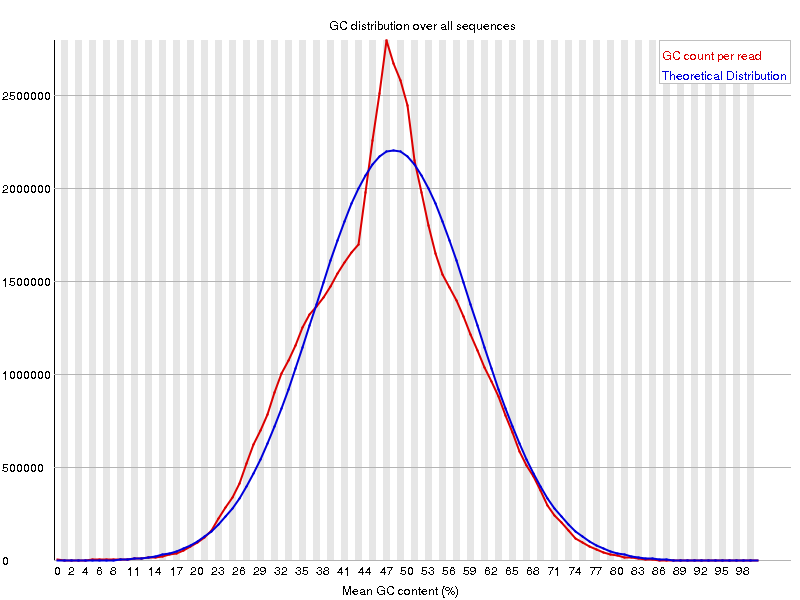 GC distribution over all sequences
GC count per read
Theoretical Distribution
2500000
2000000
1500000
1000000
500000
0
0 2 4 6 8 11 14 17 20 23 26 29 32 35 38 41 44 47 50 53 56 59 62 65 68 71 74 77 80 83 86 89 92 95 98
Mean GC content (%)